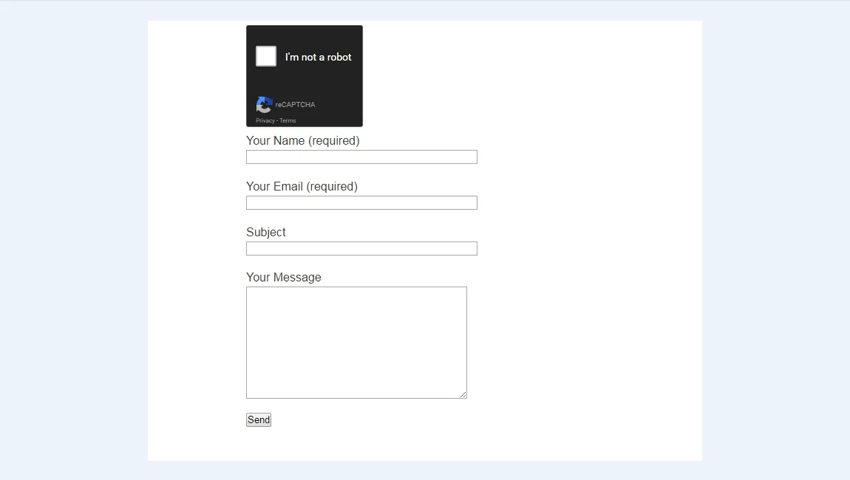 I'm not a robot
reCAPTCHA
Privacy - Terms
Your Name (required)
Your Email (required)
Subject
Your Message
Send